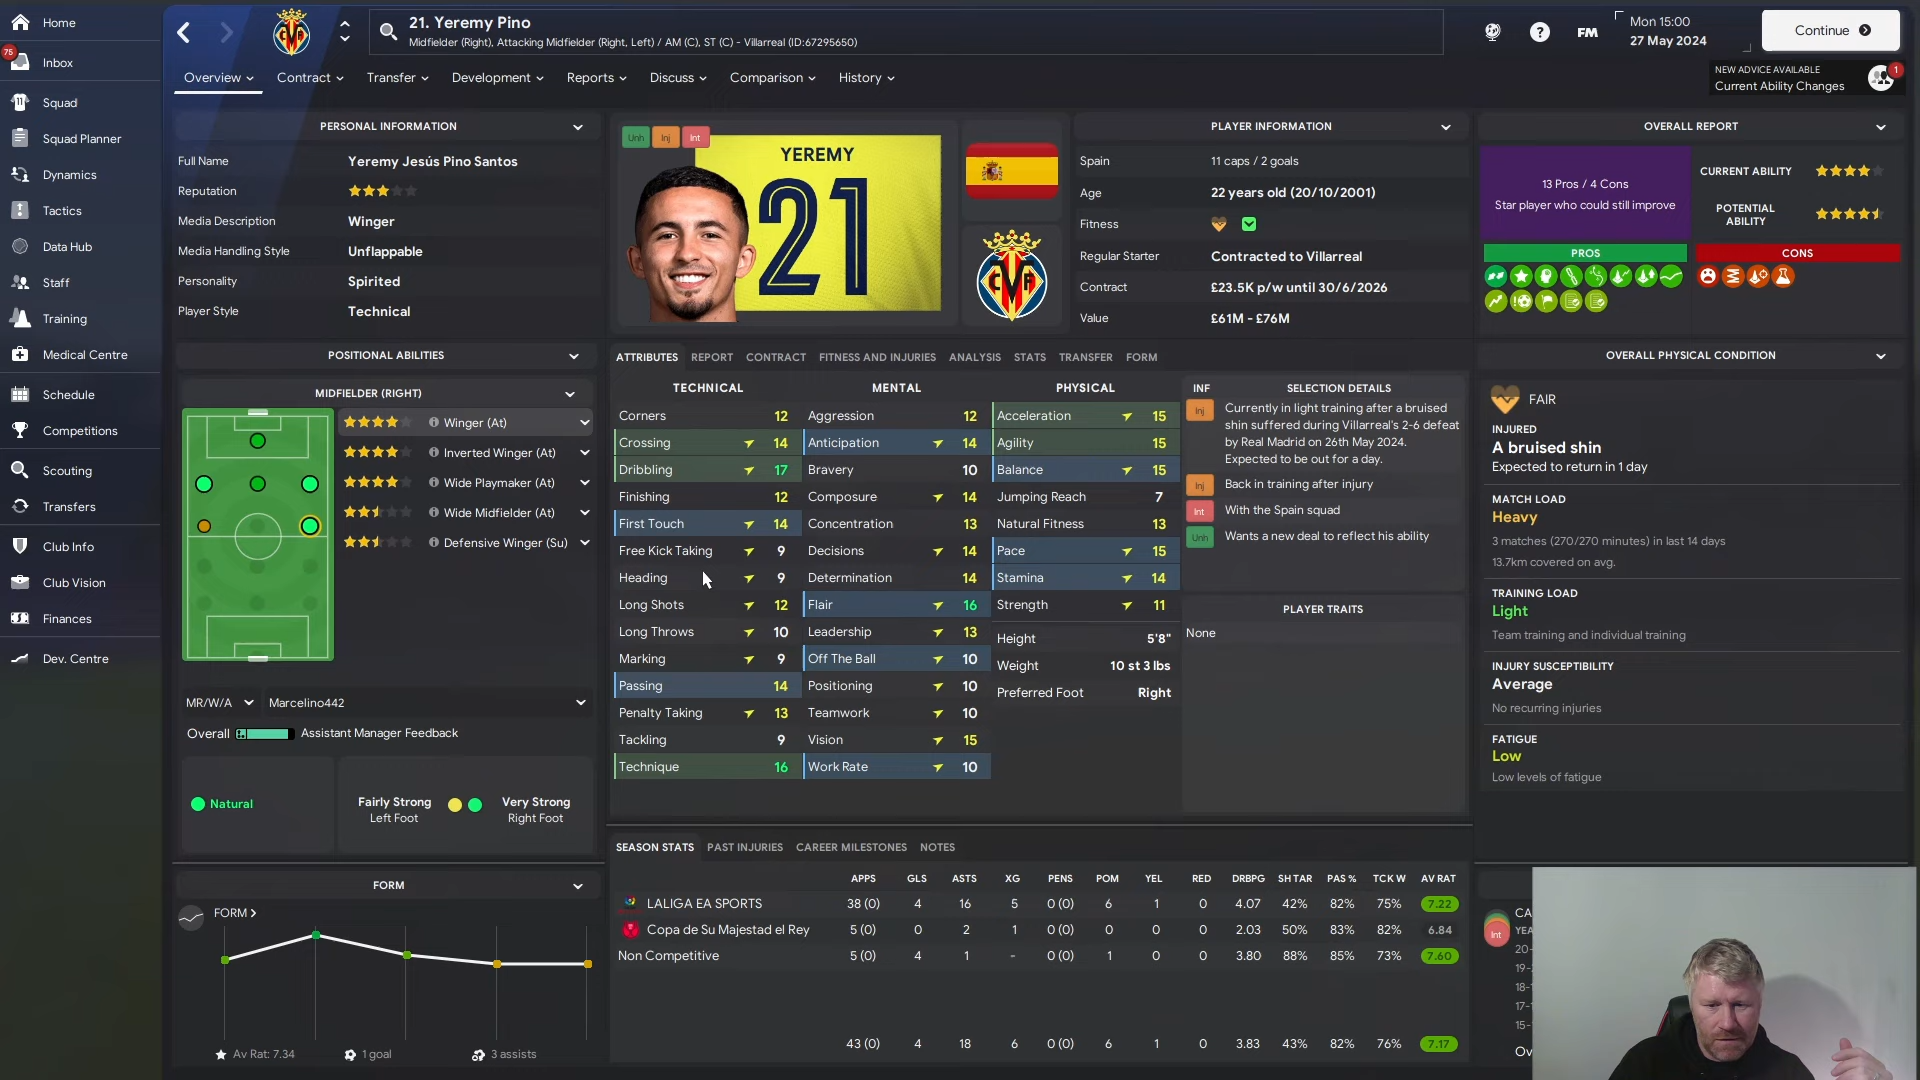 Home
75
Inbox
Squad
Squad Planner
Dynamics
Tactics
Data Hub
Staff
Training
Medical Centre
Schedule
Competitions
Scouting
Transfers
Club Info
Club Vision
Finances
Dev. Centre
21. Yeremy Pino
Midfielder (Right), Attacking Midfielder (Right, Left) / AM (C), ST (C) - Villarreal (ID:67295650)
FM
Mon 15:00
27 May 2024
Continue
Overview
Contract
Transfer
Development
Reports
Discuss
Comparison
History
NEW ADVICE AVAILABLE
Current Ability Changes
1
PERSONAL INFORMATION
Full Name Yeremy Jesús Pino Santos
Reputation
Media Description Winger
Media Handling Style Unflappable
Personality Spirited
Player Style Technical
Unh Inj Int
YEREMY
21
PLAYER INFORMATION
Spain 11 caps / 2 goals
Age 22 years old (20/10/2001)
Fitness
Regular Starter Contracted to Villarreal
Contract £23.5K p/w until 30/6/2026
Value £61M - £76M
OVERALL REPORT
13 Pros / 4 Cons
Star player who could still improve
CURRENT ABILITY
POTENTIAL
ABILITY
PROS
CONS
POSITIONAL ABILITIES
MIDFIELDER (RIGHT)
Winger (At)
Inverted Winger (At)
Wide Playmaker (At)
Wide Midfielder (At)
Defensive Winger (Su)
MR/W/A
Marcelino442
Overall
Assistant Manager Feedback
Natural
Fairly Strong
Left Foot
Very Strong
Right Foot
FORM
FORM
Av Rat: 7.34
1 goal
3 assists
ATTRIBUTES
REPORT
CONTRACT
FITNESS AND INJURIES
ANALYSIS
STATS
TRANSFER
FORM
TECHNICAL
Corners 12
Crossing 14
Dribbling 17
Finishing 12
First Touch 14
Free Kick Taking 9
Heading 9
Long Shots 12
Long Throws 10
Marking 9
Passing 14
Penalty Taking 13
Tackling 9
Technique 16
MENTAL
Aggression 12
Anticipation 14
Bravery 10
Composure 14
Concentration 13
Decisions 14
Determination 14
Flair 16
Leadership 13
Off The Ball 10
Positioning 10
Teamwork 10
Vision 15
Work Rate 10
PHYSICAL
Acceleration 15
Agility 15
Balance 15
Jumping Reach 7
Natural Fitness 13
Pace 15
Stamina 14
Strength 11
Height 5'8"
Weight 10 st 3 lbs
Preferred Foot Right
INF
SELECTION DETAILS
Inj
Currently in light training after a bruised
shin suffered during Villarreal's 2-6 defeat
by Real Madrid on 26th May 2024.
Expected to be out for a day.
Inj Back in training after injury
Int With the Spain squad
Unh Wants a new deal to reflect his ability
PLAYER TRAITS
None
OVERALL PHYSICAL CONDITION
FAIR
INJURED
A bruised shin
Expected to return in 1 day
MATCH LOAD
Heavy
3 matches (270/270 minutes) in last 14 days
13.7km covered on avg.
TRAINING LOAD
Light
Team training and individual training
INJURY SUSCEPTIBILITY
Average
No recurring injuries
FATIGUE
Low
Low levels of fatigue
SEASON STATS
PAST INJURIES
CAREER MILESTONES
NOTES
APPS GLS ASTS XG PENS POM YEL RED DRBPG SH TAR PAS % TCK W AV RAT
LALIGA EA SPORTS 38 (0) 4 16 5 0 (0) 6 1 0 4.07 42% 82% 75% 7.22
Copa de Su Majestad el Rey 5 (0) 0 2 1 0 (0) 0 0 0 2.03 50% 83% 82% 6.84
Non Competitive 5 (0) 4 1 - 0 (0) 1 0 0 3.80 88% 85% 73% 7.60
43 (0) 4 18 6 0 (0) 6 1 0 3.83 43% 82% 76% 7.17
Int
CA
YEA
20-
19-
18-
17-
15-
Ov